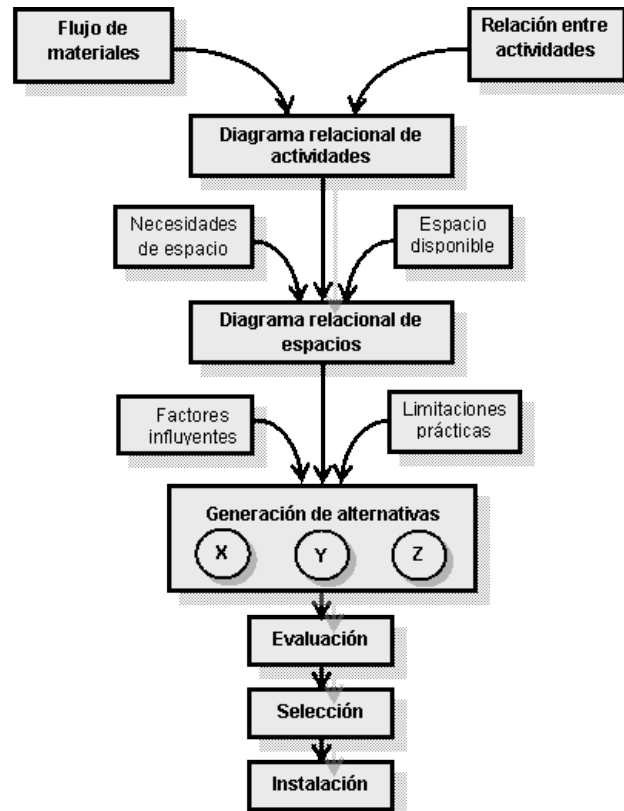 Flujo de
materiales
Relación entre
actividades
Diagrama relacional de
actividades
Necesidades
de espacio
Espacio
disponible
Diagrama relacional de
espacios
Factores
influyentes
Limitaciones
prácticas
Generación de alternativas
X
Y
Z
Evaluación
Selección
Instalación